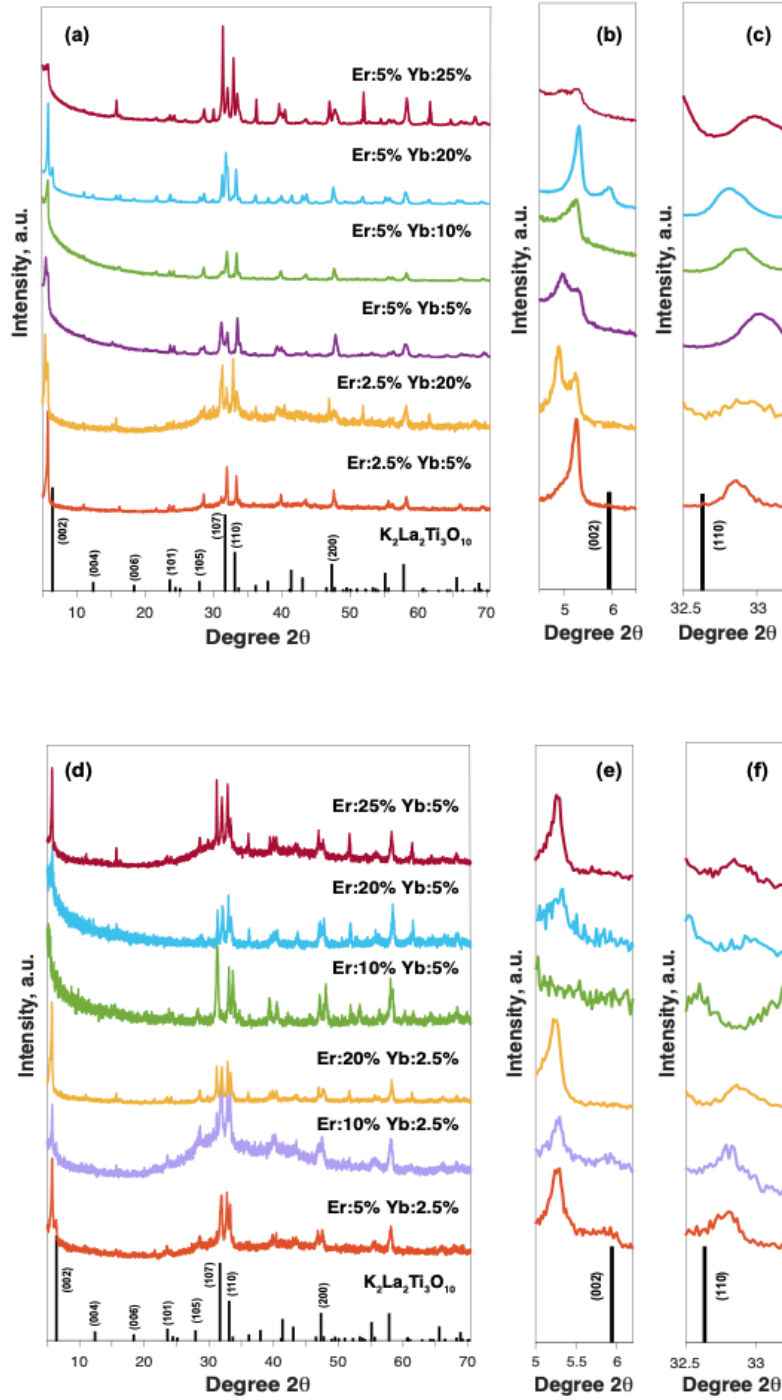 (a)
Er:5% Yb:25%
Er:5% Yb:20%
Er:5% Yb:10%
Er:5% Yb:5%
Er:2.5% Yb:20%
Er:2.5% Yb:5%
K₂La₂Ti₃O₁₀
(002)
(004)
(006)
(101)
(105)
(107)
(110)
(200)
10 20 30 40 50 60 70
Degree 2θ
Intensity, a.u.
(b)
(002)
5 6
Degree 2θ
Intensity, a.u.
(c)
(110)
32.5 33
Degree 2θ
Intensity, a.u.
(d)
Er:25% Yb:5%
Er:20% Yb:5%
Er:10% Yb:5%
Er:20% Yb:2.5%
Er:10% Yb:2.5%
Er:5% Yb:2.5%
K₂La₂Ti₃O₁₀
(002)
(004)
(006)
(101)
(105)
(107)
(110)
(200)
10 20 30 40 50 60 70
Degree 2θ
Intensity, a.u.
(e)
(002)
5 5.5 6
Degree 2θ
Intensity, a.u.
(f)
(110)
32.5 33
Degree 2θ
Intensity, a.u.